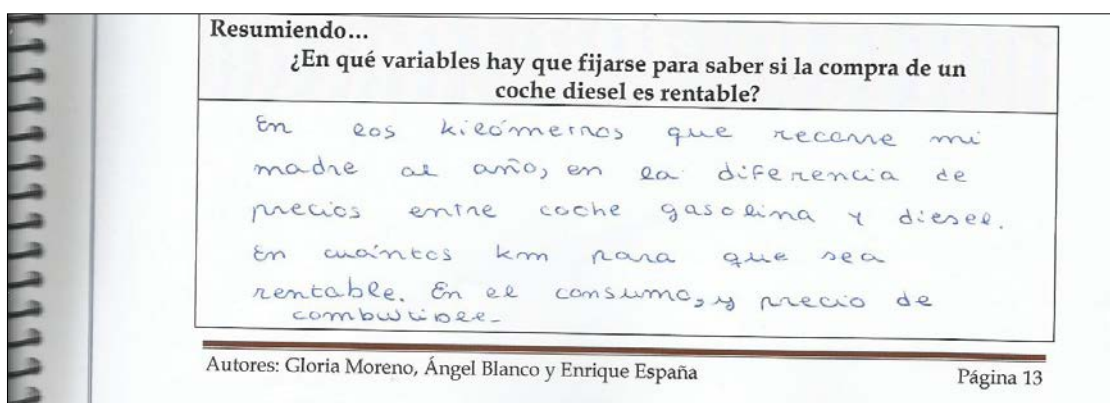 Resumiendo...
¿En qué variables hay que fijarse para saber si la compra de un
coche diesel es rentable?
En los kilómetros que recorre mi
madre al año, en la diferencia de
precios entre coche gasolina y diesel.
En cuántos km para que sea
rentable. En el consumo, y precio de
combustible.
Autores: Gloria Moreno, Ángel Blanco y Enrique España
Página 13